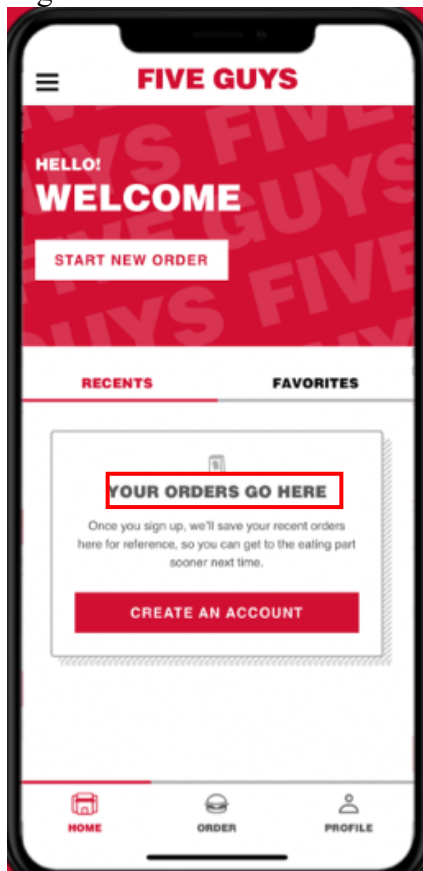 FIVE GUYS
HELLO!
WELCOME
START NEW ORDER
RECENTS
FAVORITES
YOUR ORDERS GO HERE
Once you sign up, we'll save your recent orders
here for reference, so you can get to the eating part
sooner next time.
CREATE AN ACCOUNT
HOME
ORDER
PROFILE